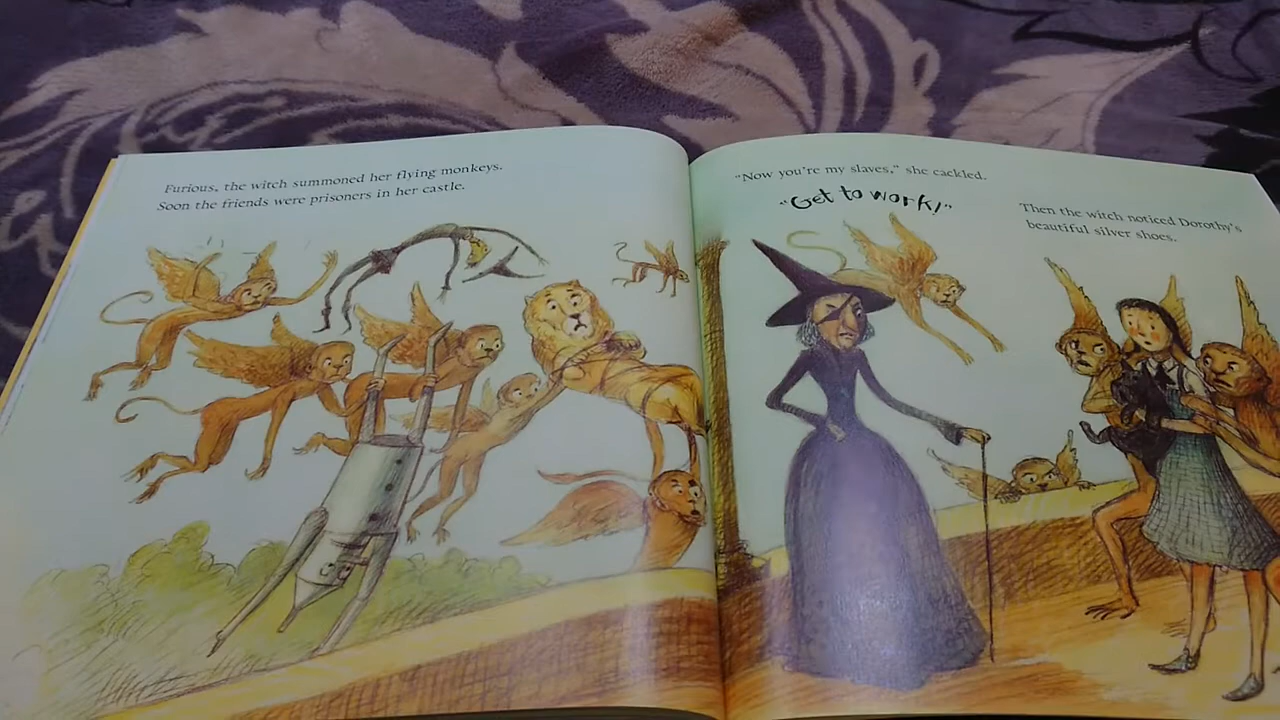 Furious, the witch summoned her flying monkeys.
Soon the friends were prisoners in her castle.
"Now you're my slaves," she cackled.
"Get to work!"
Then the witch noticed Dorothy's
beautiful silver shoes.